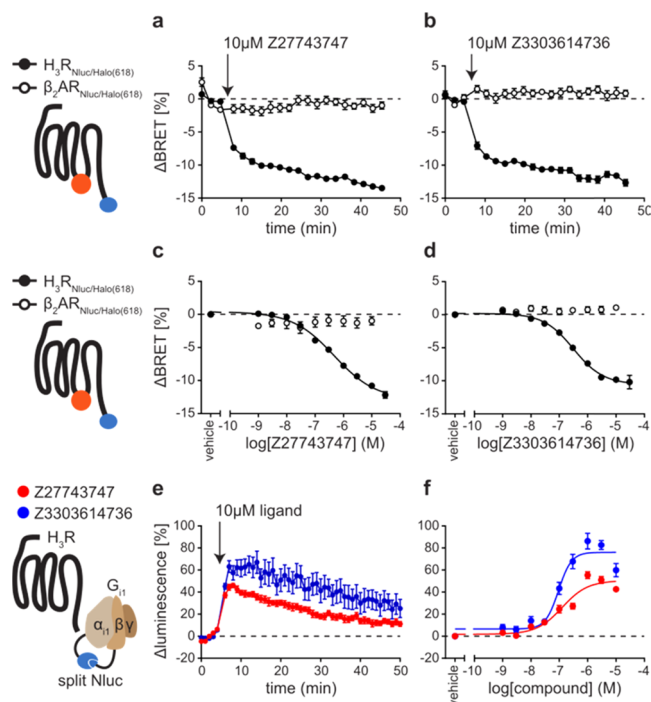 a
b
10µM Z27743747
10µM Z3303614736
H3RNluc/Halo(618)
β2ARNluc/Halo(618)
ΔBRET [%]
5
0
-5
-10
-15
0 10 20 30 40 50
time (min)
5
0
-5
-10
-15
0 10 20 30 40 50
time (min)
c
d
H3RNluc/Halo(618)
β2ARNluc/Halo(618)
ΔBRET [%]
5
0
-5
-10
-15
vehicle
-10 -9 -8 -7 -6 -5 -4
log[Z27743747] (M)
5
0
-5
-10
-15
vehicle
-10 -9 -8 -7 -6 -5 -4
log[Z3303614736] (M)
Z27743747
Z3303614736
H3R
Gi1
αi1 β γ
split Nluc
e
f
10µM ligand
Δluminescence [%]
100
80
60
40
20
0
-20
0 10 20 30 40 50
time (min)
100
80
60
40
20
0
-20
vehicle
-10 -9 -8 -7 -6 -5 -4
log[compound] (M)